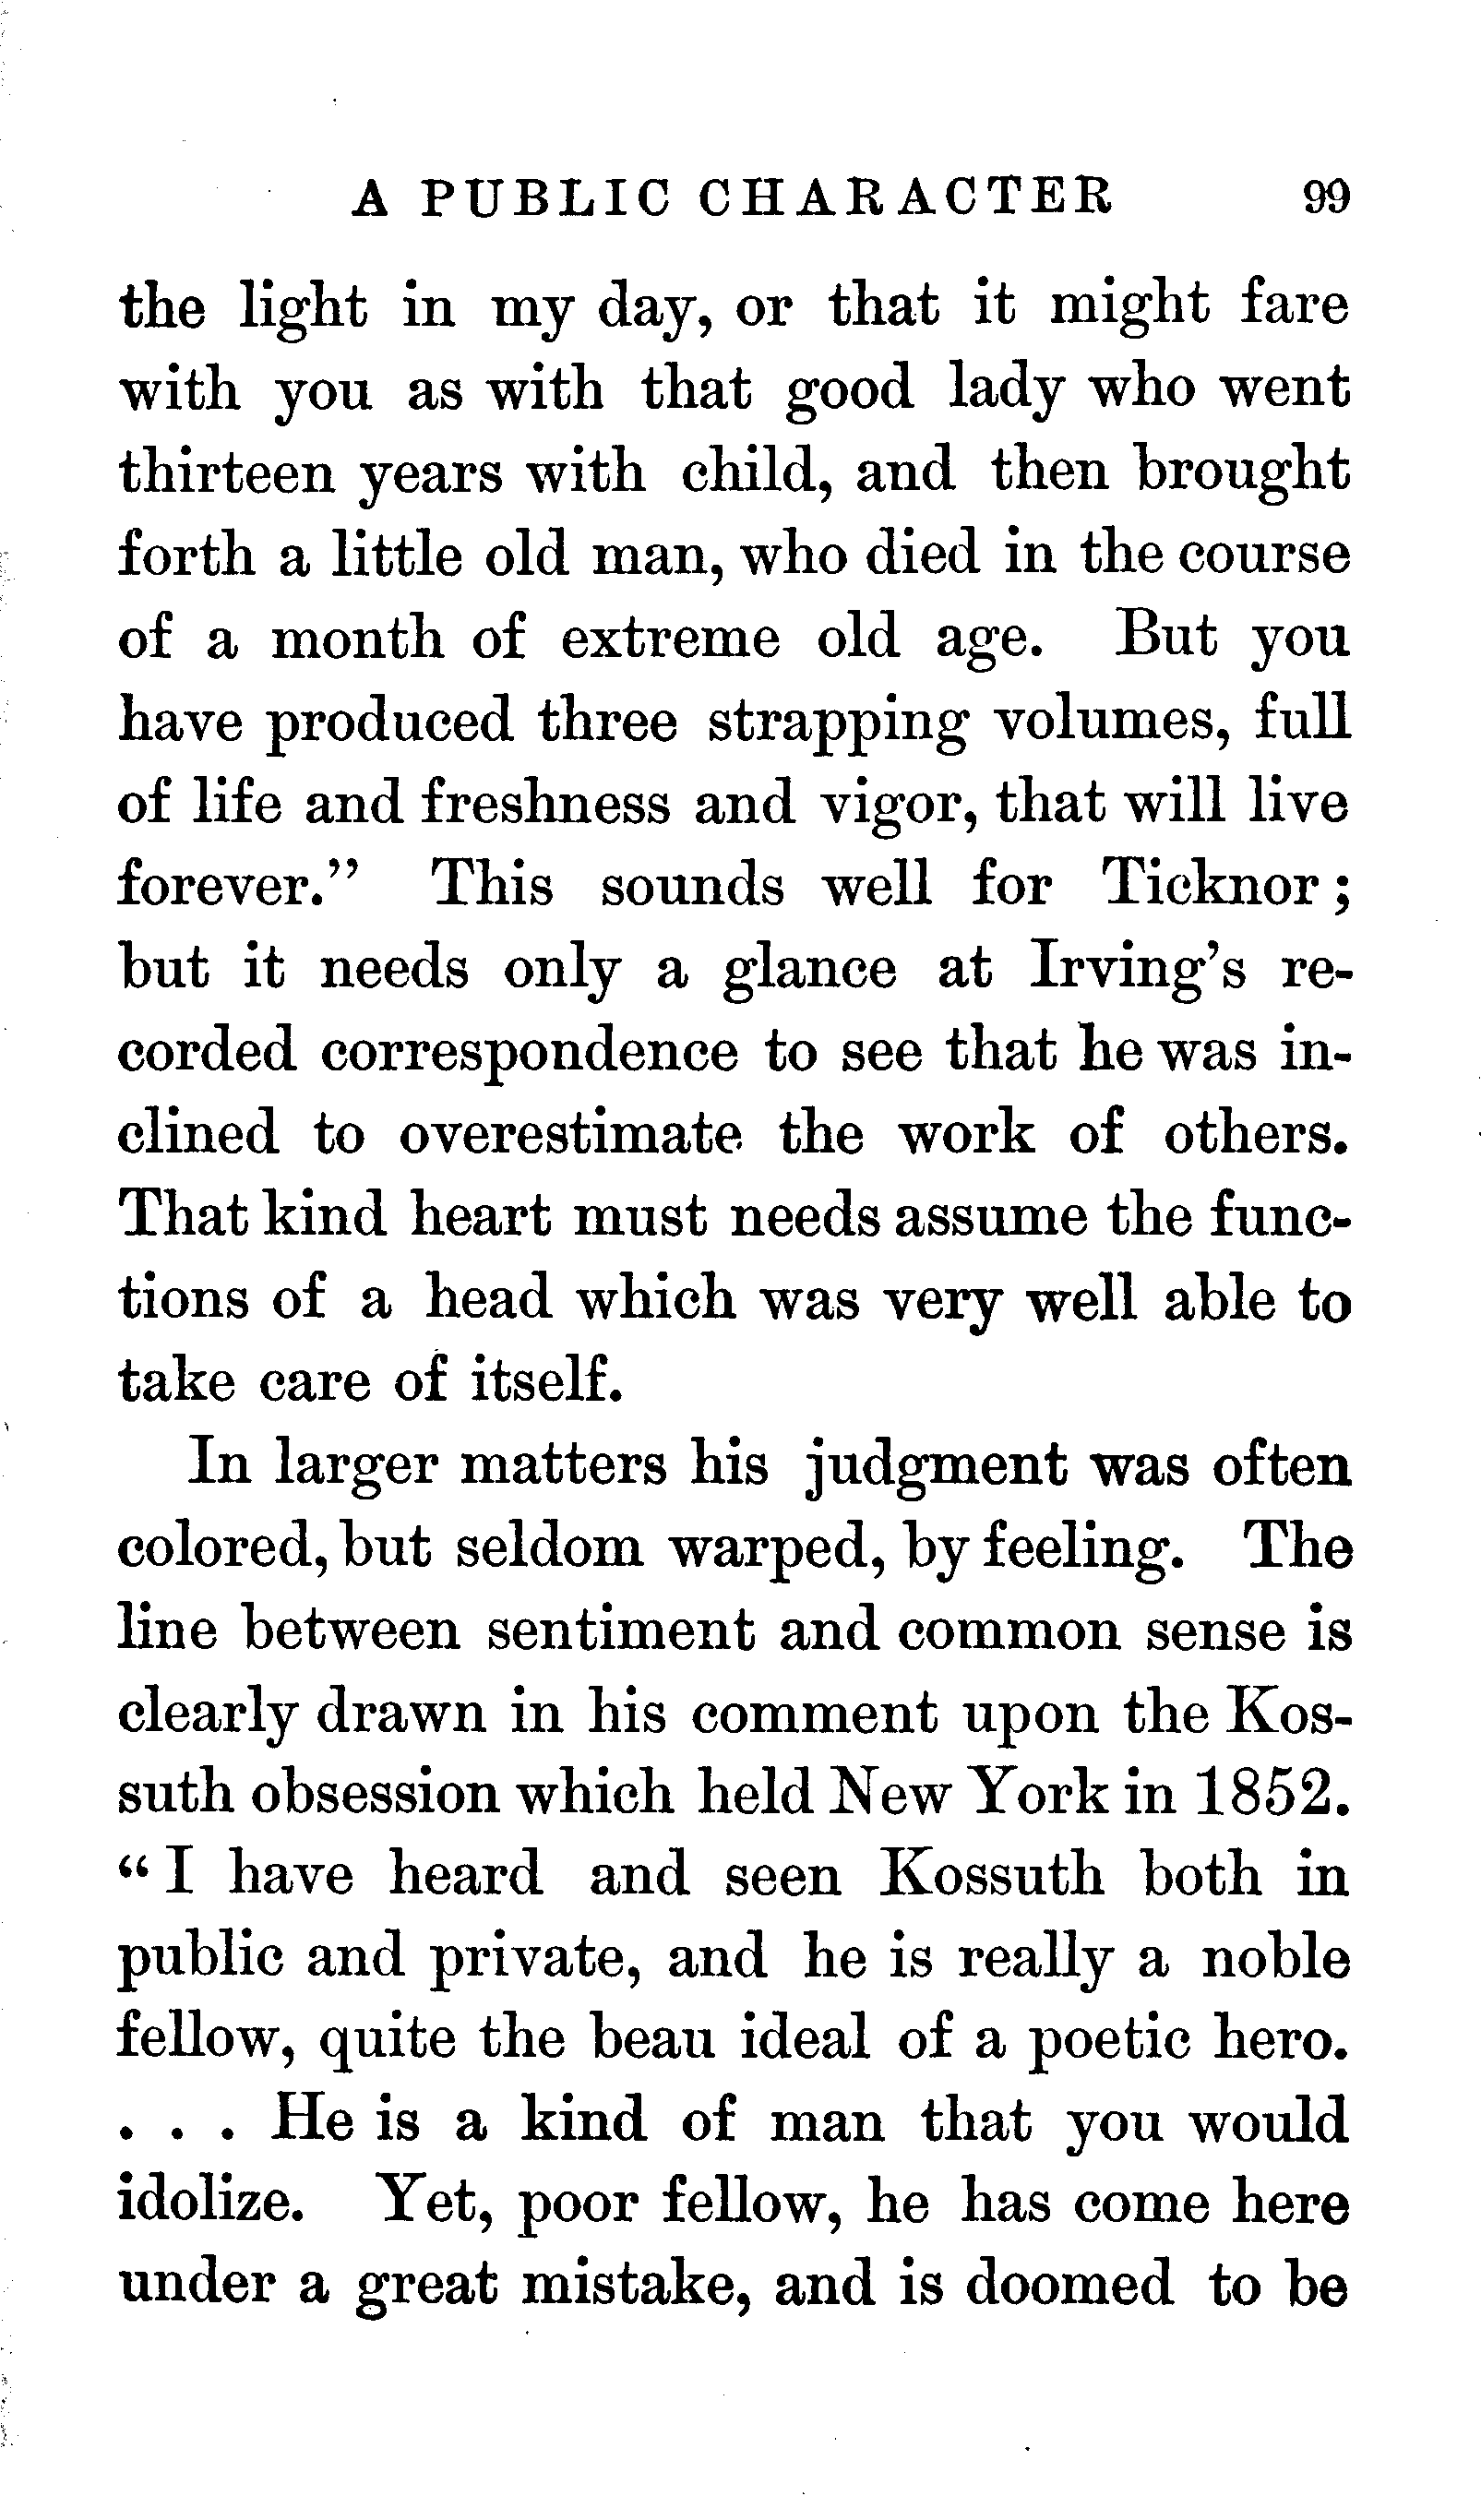 A PUBLIC CHARACTER 99
the light in my day, or that it might fare
with you as with that good lady who went
thirteen years with child, and then brought
forth a little old man, who died in the course
of a month of extreme old age. But you
have produced three strapping volumes, full
of life and freshness and vigor, that will live
forever." This sounds well for Ticknor;
but it needs only a glance at Irving's re-
corded correspondence to see that he was in-
clined to overestimate the work of others.
That kind heart must needs assume the func-
tions of a head which was very well able to
take care of itself.
In larger matters his judgment was often
colored, but seldom warped, by feeling. The
line between sentiment and common sense is
clearly drawn in his comment upon the Kos-
suth obsession which held New York in 1852.
"I have heard and seen Kossuth both in
public and private, and he is really a noble
fellow, quite the beau ideal of a poetic hero.
. . . He is a kind of man that you would
idolize. Yet, poor fellow, he has come here
under a great mistake, and is doomed to be